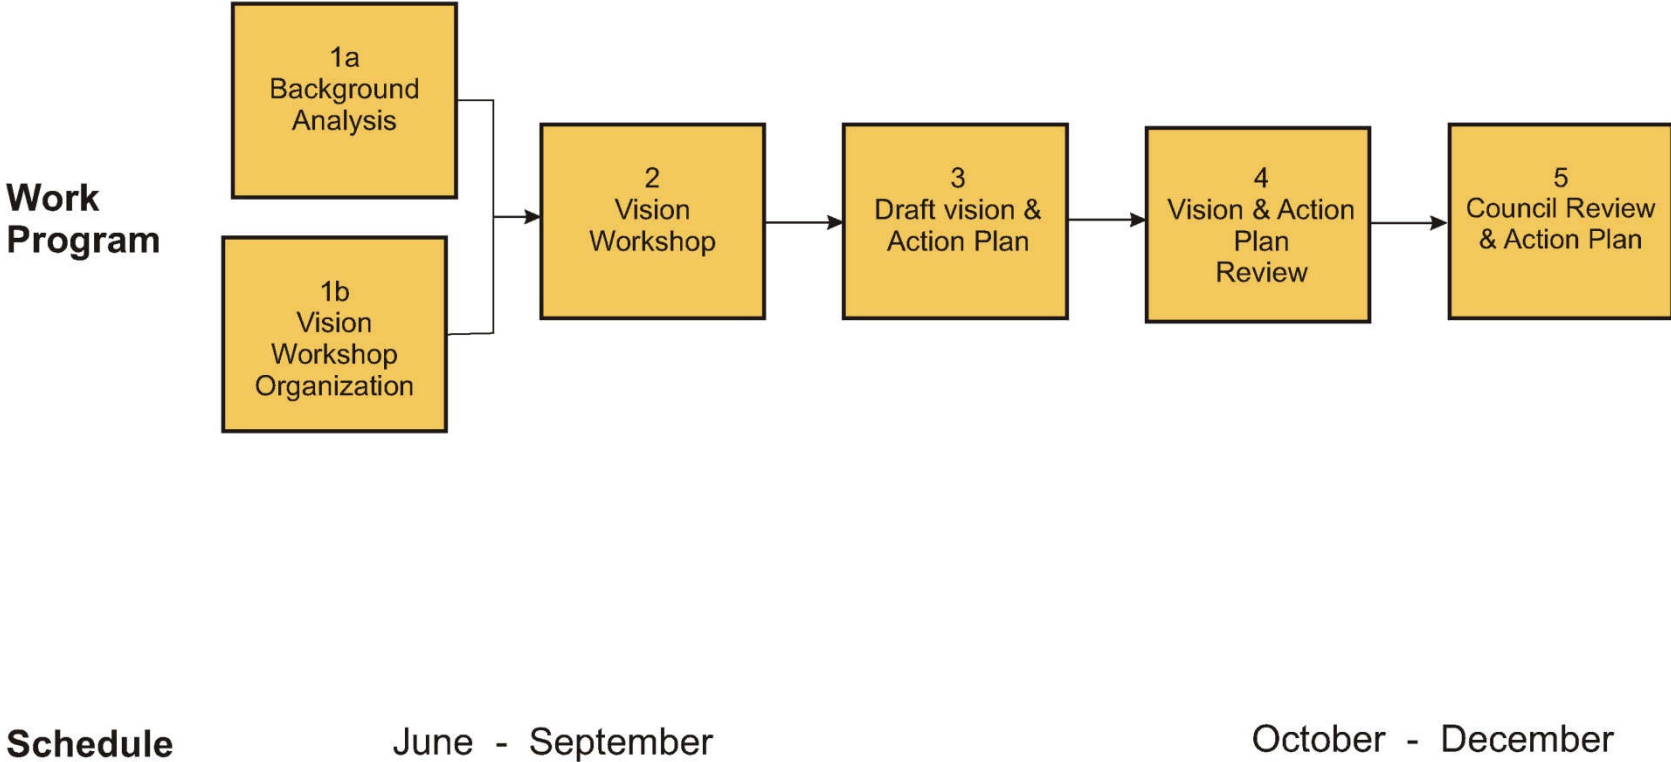 1a
Background
Analysis
Work
Program
1b
Vision
Workshop
Organization
2
Vision
Workshop
3
Draft vision &
Action Plan
4
Vision & Action
Plan
Review
5
Council Review
& Action Plan
Schedule
June - September
October - December